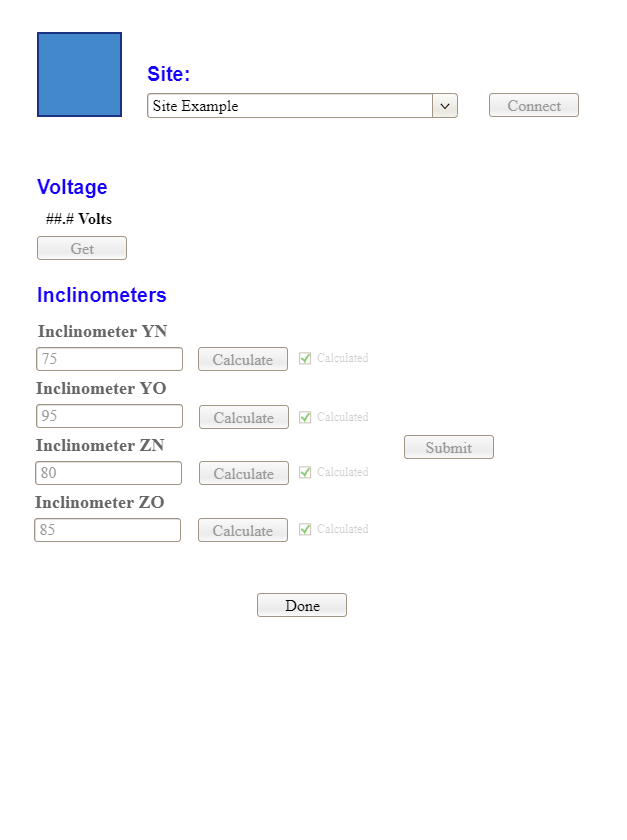 Site:
Site Example
Connect
Voltage
##.# Volts
Get
Inclinometers
Inclinometer YN
75 Calculate Calculated
Inclinometer YO
95 Calculate Calculated
Inclinometer ZN
Submit
80 Calculate Calculated
Inclinometer ZO
85 Calculate Calculated
Done